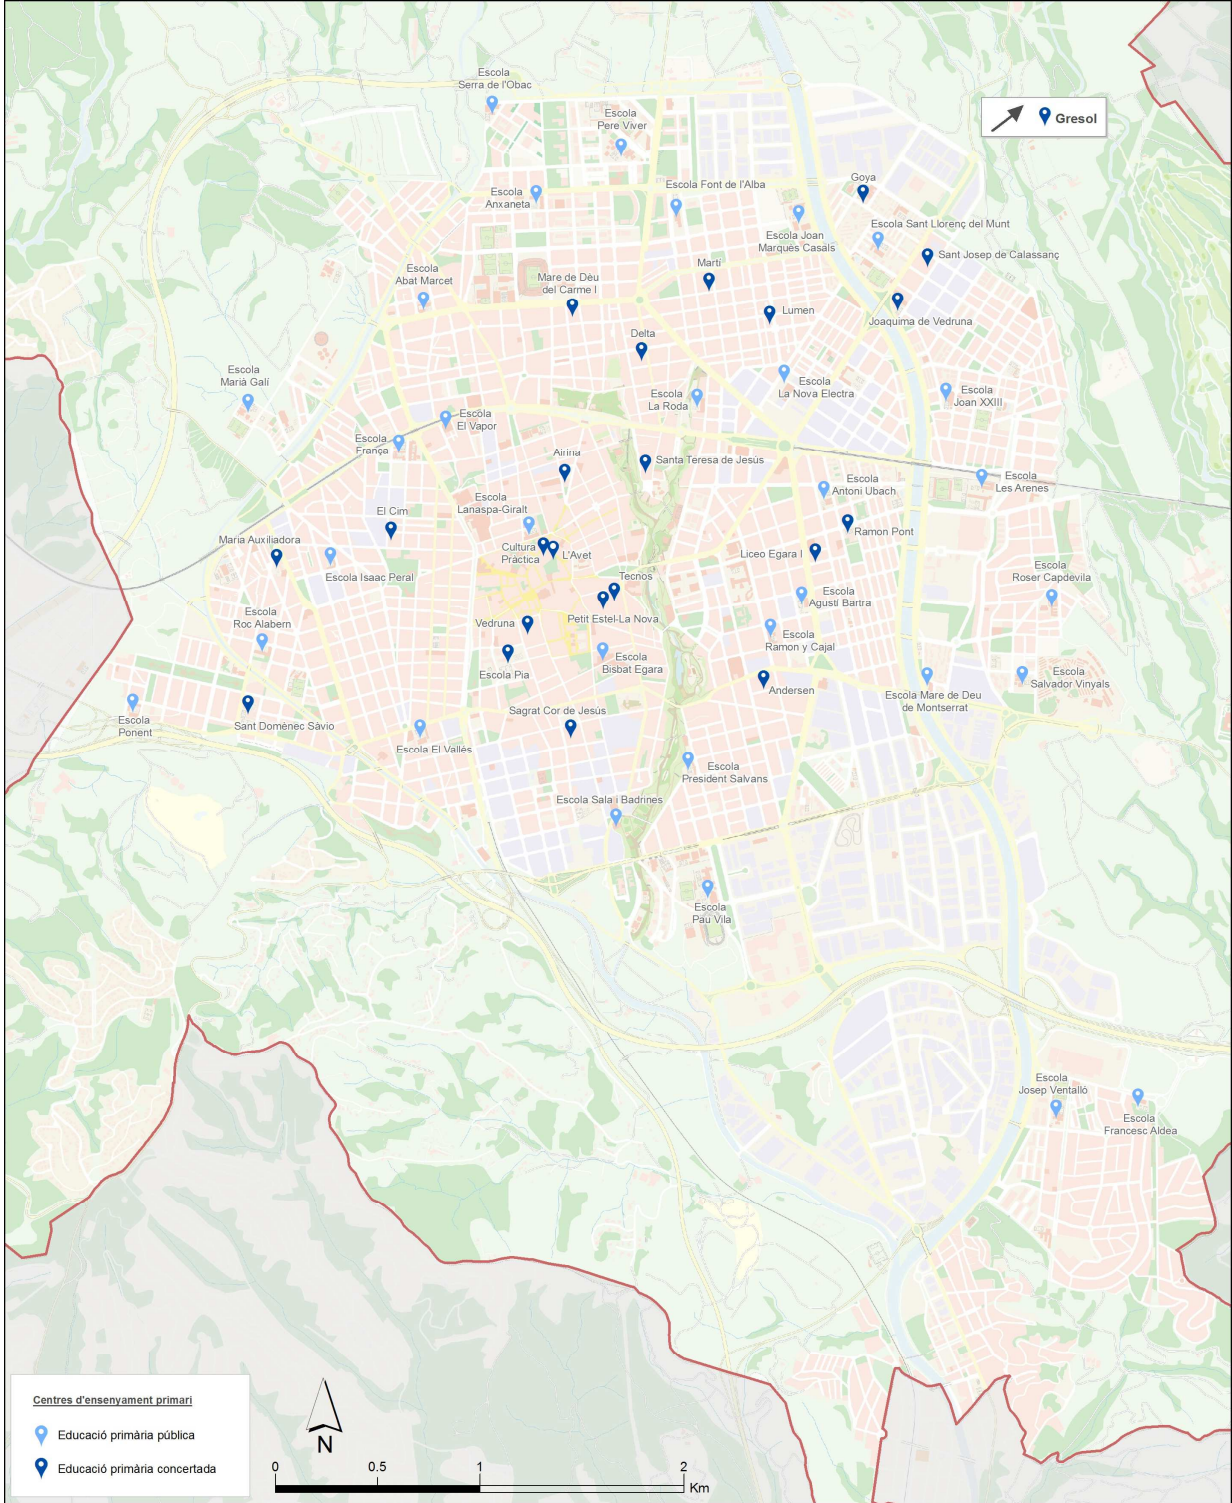 Escola
Serra de l'Obac
Escola
Pere Viver
Gresol
Escola
Anxaneta
Escola Font de l'Alba
Goya
Escola Joan
Marquès Casals
Escola Sant Llorenç del Munt
Sant Josep de Calassanç
Escola
Abat Marcet
Mare de Dèu
del Carme I
Martí
Lumen
Joaquima de Vedruna
Delta
Escola
Marià Galí
Escola
La Roda
Escola
La Nova Electra
Escola
Joan XXIII
Escola
El Vapor
Escola
França
Airina
Santa Teresa de Jesús
Escola
Antoni Ubach
Escola
Les Arenes
El Cim
Escola
Lanaspa-Giralt
Ramon Pont
Maria Auxiliadora
Cultura
Pràctica
L'Avet
Liceo Egara I
Escola Isaac Peral
Tecnos
Escola
Agustí Bartra
Escola
Roser Capdevila
Escola
Roc Alabern
Vedruna
Petit Estel-La Nova
Escola
Ramon y Cajal
Escola Pia
Escola
Bisbat Egara
Andersen
Escola Mare de Deu
de Montserrat
Escola
Salvador Vinyals
Escola
Ponent
Sant Domènec Sàvio
Sagrat Cor de Jesús
Escola El Vallès
Escola
President Salvans
Escola Sala i Badrines
Escola
Pau Vila
Escola
Josep Ventalló
Escola
Francesc Aldea
Centres d'ensenyament primari
Educació primària pública
Educació primària concertada
N
0 0.5 1 2
Km